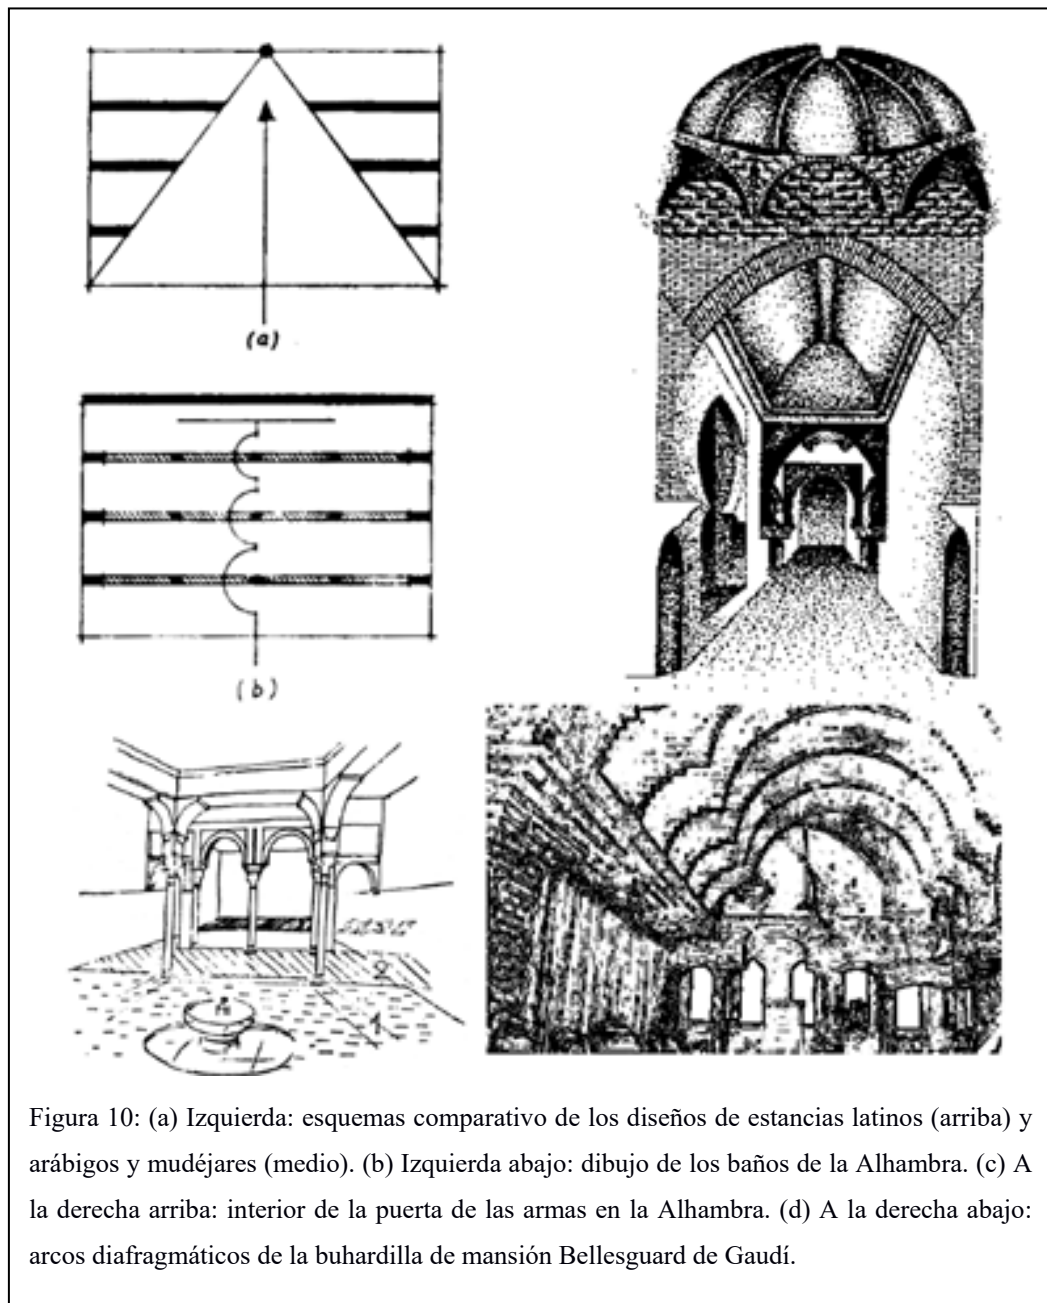 (a)
(b)
2
1
Figura 10: (a) Izquierda: esquemas comparativo de los diseños de estancias latinos (arriba) y
arábigos y mudéjares (medio). (b) Izquierda abajo: dibujo de los baños de la Alhambra. (c) A
la derecha arriba: interior de la puerta de las armas en la Alhambra. (d) A la derecha abajo:
arcos diafragmáticos de la buhardilla de mansión Bellesguard de Gaudí.